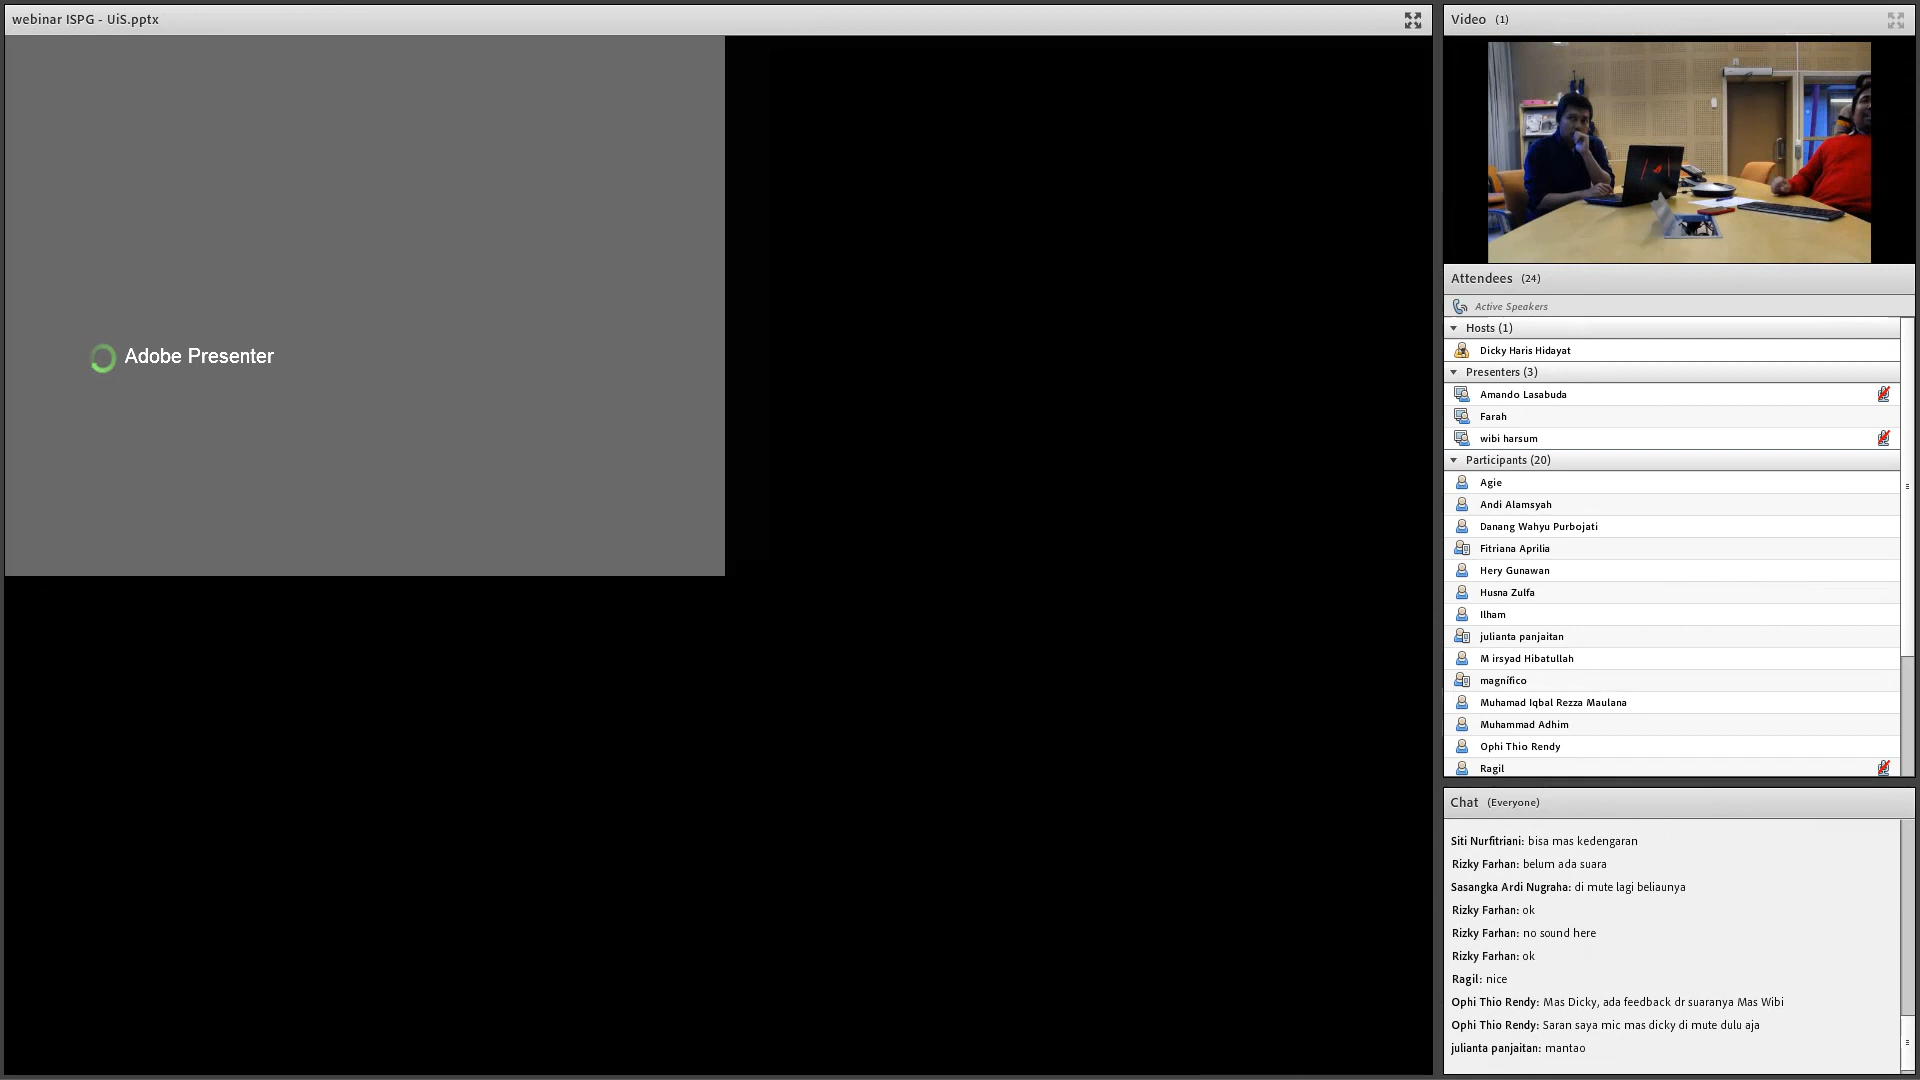 webinar ISPG - UiS.pptx
Adobe Presenter
Video (1)
Attendees (24)
Active Speakers
Hosts (1)
Dicky Haris Hidayat
Presenters (3)
Amando Lasabuda
Farah
wibi harsum
Participants (20)
Agie
Andi Alamsyah
Danang Wahyu Purbojati
Fitriana Aprilia
Hery Gunawan
Husna Zulfa
Ilham
julianta panjaitan
M irsyad Hibatullah
magnífico
Muhamad Iqbal Rezza Maulana
Muhammad Adhim
Ophi Thio Rendy
Ragil
Chat (Everyone)
Siti Nurfitriani: bisa mas kedengaran
Rizky Farhan: belum ada suara
Sasangka Ardi Nugraha: di mute lagi beliaunya
Rizky Farhan: ok
Rizky Farhan: no sound here
Rizky Farhan: ok
Ragil: nice
Ophi Thio Rendy: Mas Dicky, ada feedback dr suaranya Mas Wibi
Ophi Thio Rendy: Saran saya mic mas dicky di mute dulu aja
julianta panjaitan: mantao